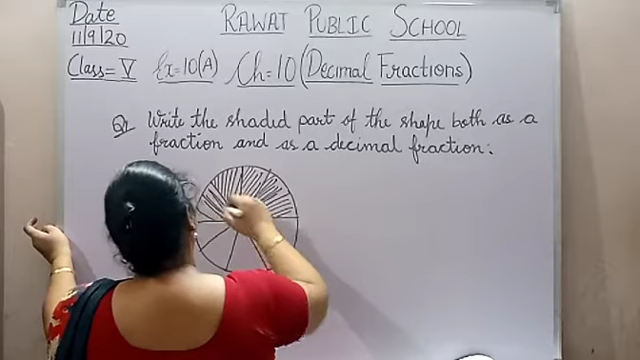 Date
11/9/20
RAWAT PUBLIC SCHOOL
Class = V Ex = 10(A) Ch = 10 (Decimal Fractions)
Q1 Write the shaded part of the shape both as a
fraction and as a decimal fraction: